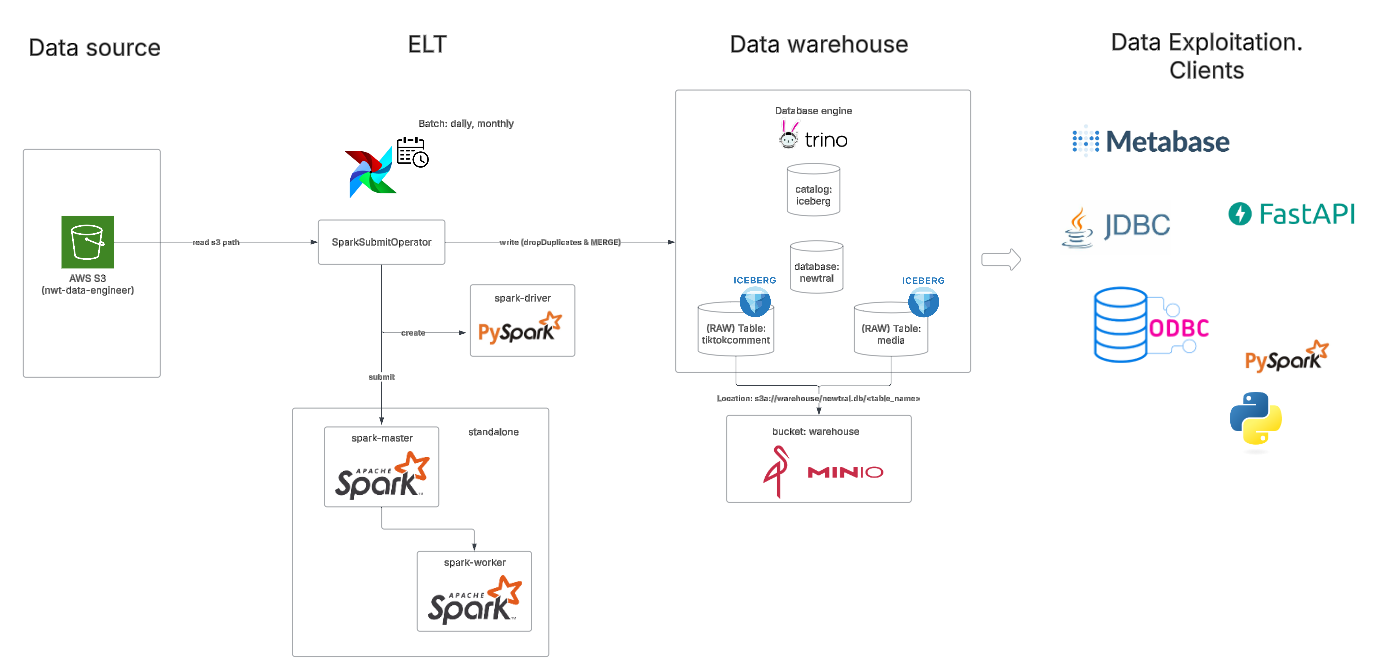 Data source
ELT
Data warehouse
Data Exploitation.
Clients
Batch: daily, monthly
AWS S3
(nwt-data-engineer)
read s3 path
SparkSubmitOperator
write (dropDuplicates & MERGE)
spark-driver
PySpark
create
submit
standalone
spark-master
APACHE
Spark™
spark-worker
APACHE
Spark™
Database engine
trino
catalog:
iceberg
database:
newtral
ICEBERG
(RAW) Table:
tiktokcomment
ICEBERG
(RAW) Table:
media
Location: s3a://warehouse/newtral.db/<table_name>
bucket: warehouse
MINIO
Metabase
JDBC
FastAPI
ODBC
PySpark